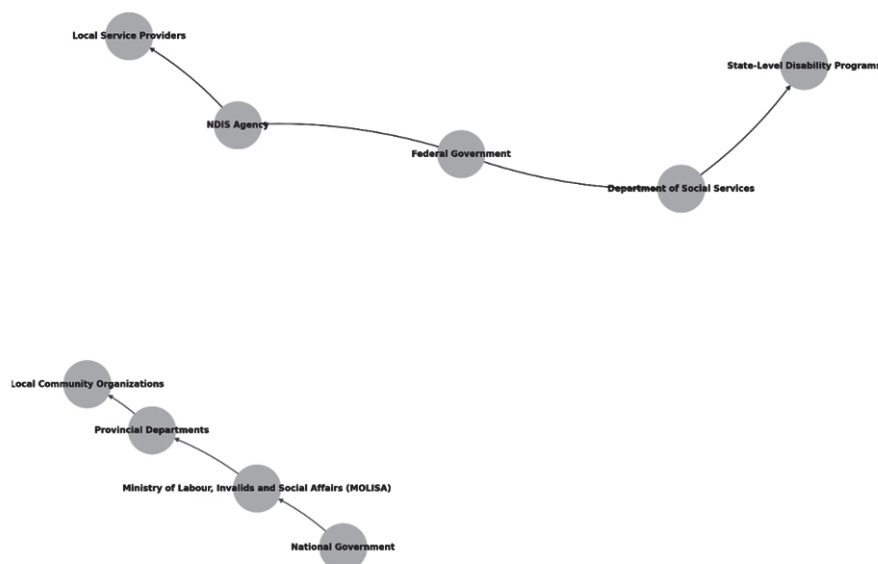 Local Service Providers
State-Level Disability Programs
NDIS Agency
Federal Government
Department of Social Services
Local Community Organizations
Provincial Departments
Ministry of Labour, Invalids and Social Affairs (MOLISA)
National Government